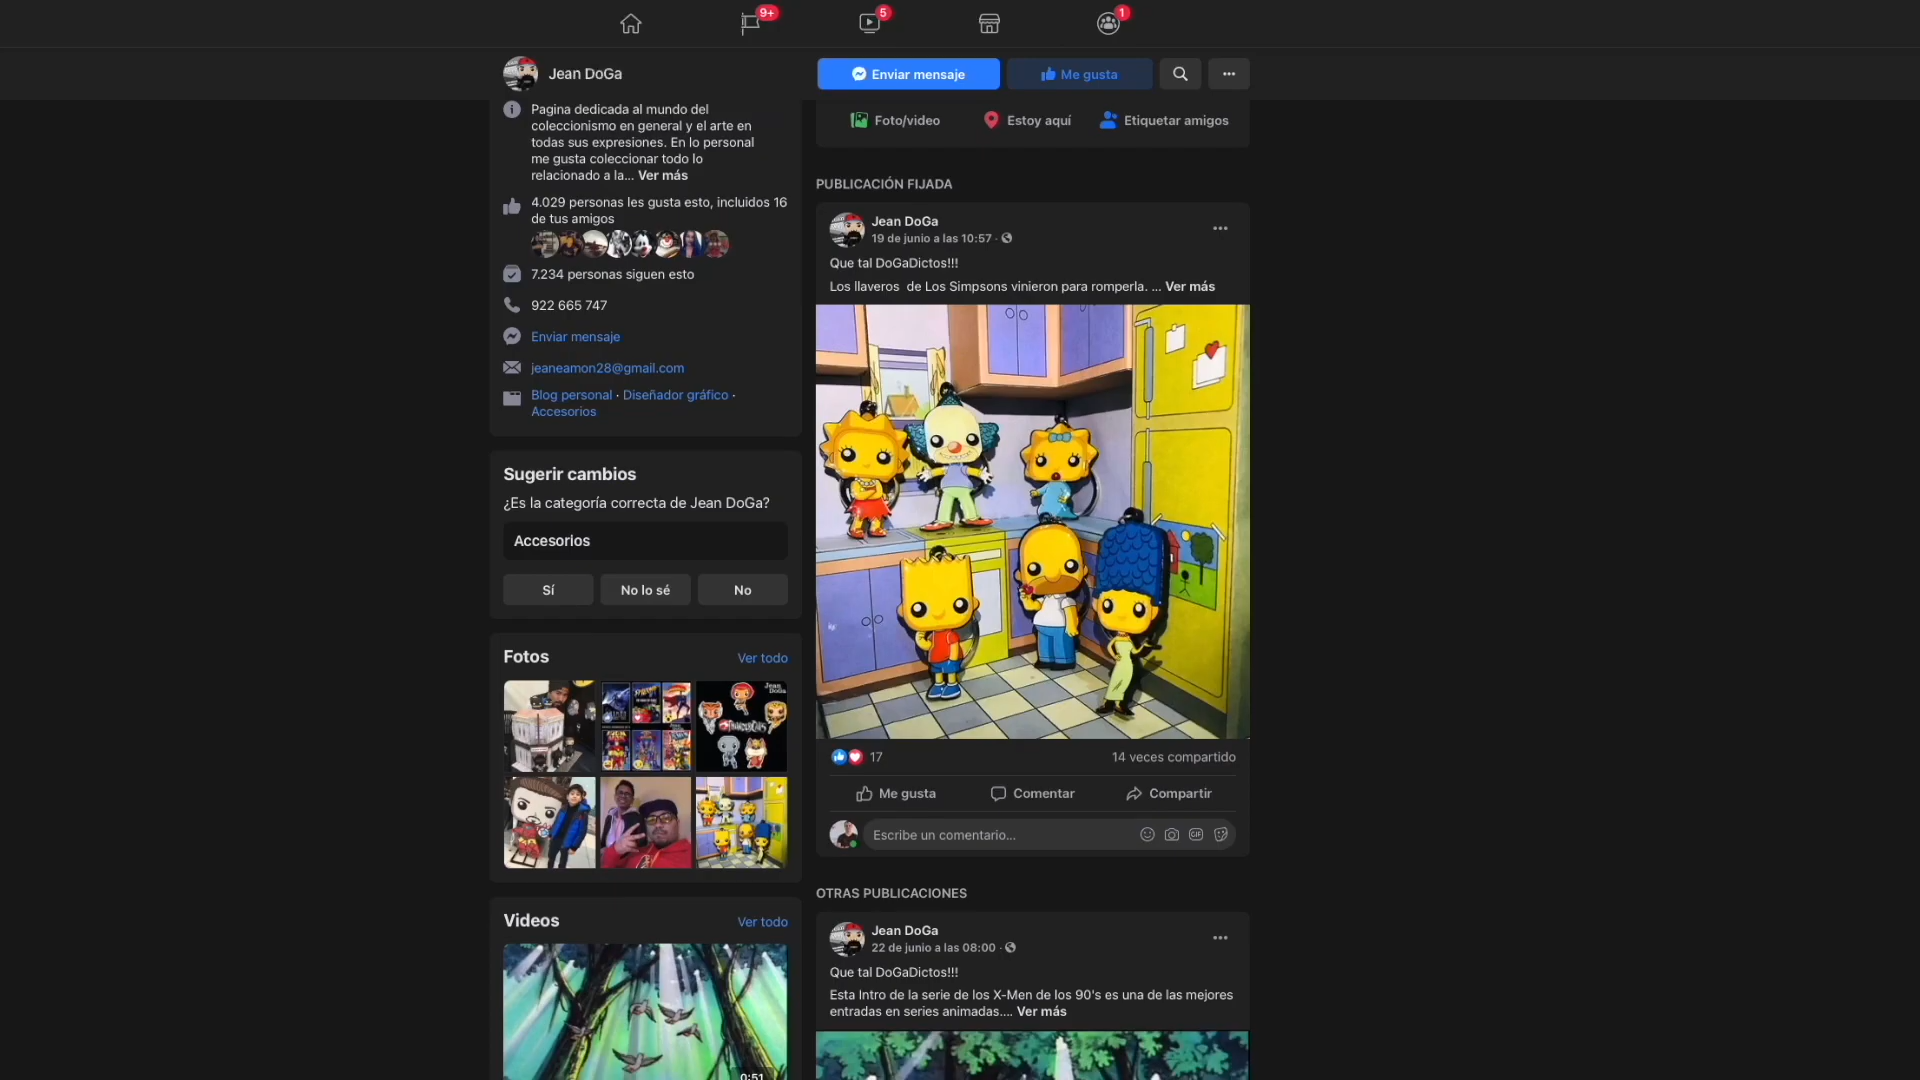 9+
5
1
Jean DoGa
Enviar mensaje
Me gusta
Pagina dedicada al mundo del
coleccionismo en general y el arte en
todas sus expresiones. En lo personal
me gusta coleccionar todo lo
relacionado a la... Ver más
4.029 personas les gusta esto, incluidos 16
de tus amigos
7.234 personas siguen esto
922 665 747
Enviar mensaje
jeaneamon28@gmail.com
Blog personal · Diseñador gráfico ·
Accesorios
Sugerir cambios
¿Es la categoría correcta de Jean DoGa?
Accesorios
Sí
No lo sé
No
Fotos
Ver todo
Jean
DoGa
Videos
Ver todo
0:51
Foto/video
Estoy aquí
Etiquetar amigos
PUBLICACIÓN FIJADA
Jean DoGa
19 de junio a las 10:57 ·
Que tal DoGaDictos!!!
Los llaveros de Los Simpsons vinieron para romperla. ... Ver más
17
14 veces compartido
Me gusta
Comentar
Compartir
Escribe un comentario...
GIF
OTRAS PUBLICACIONES
Jean DoGa
22 de junio a las 08:00 ·
Que tal DoGaDictos!!!
Esta Intro de la serie de los X-Men de los 90's es una de las mejores
entradas en series animadas.... Ver más